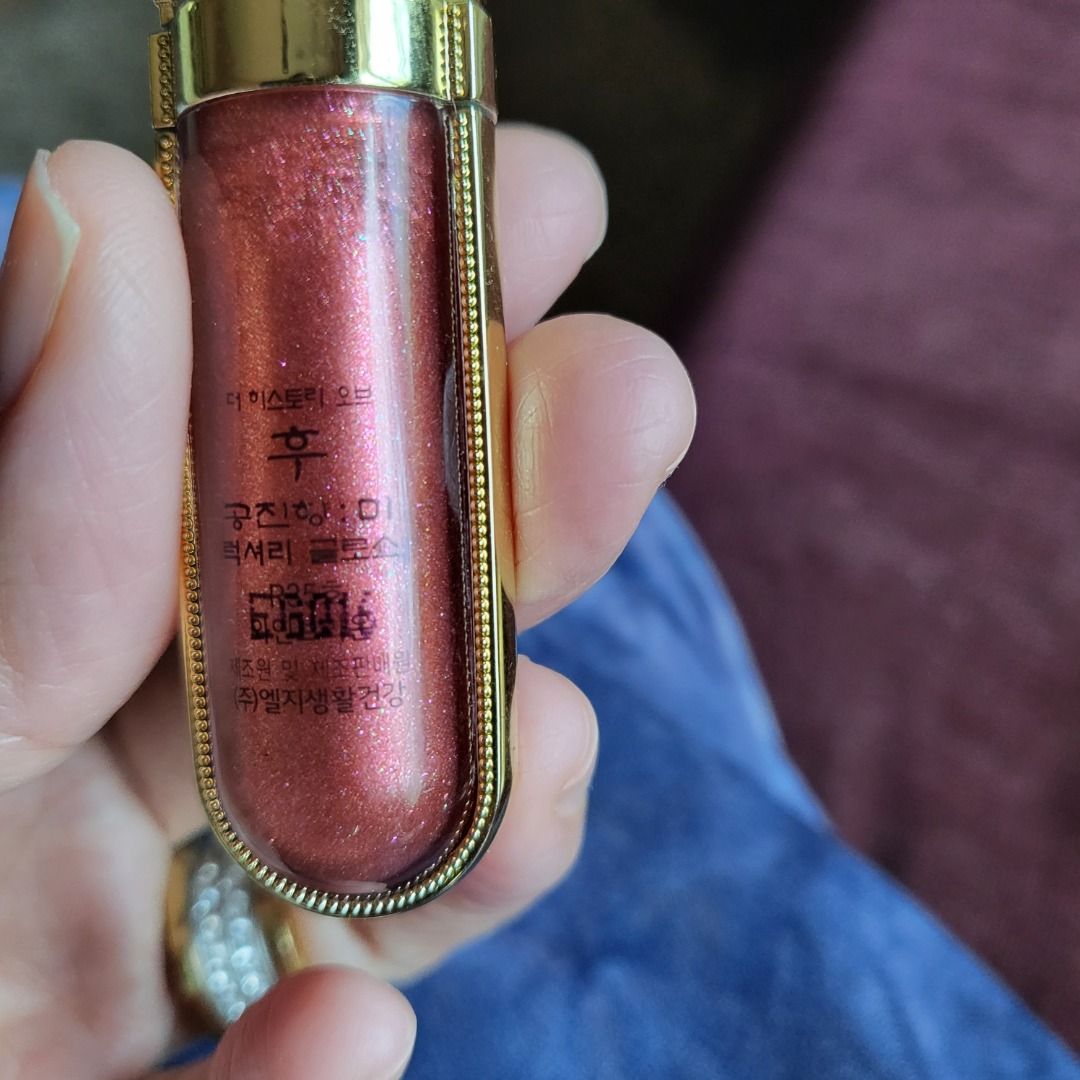 더 히스토리 오브
후
공진향 : 미
럭셔리 글로스
제조원 및 제조판매원
(주)엘지생활건강